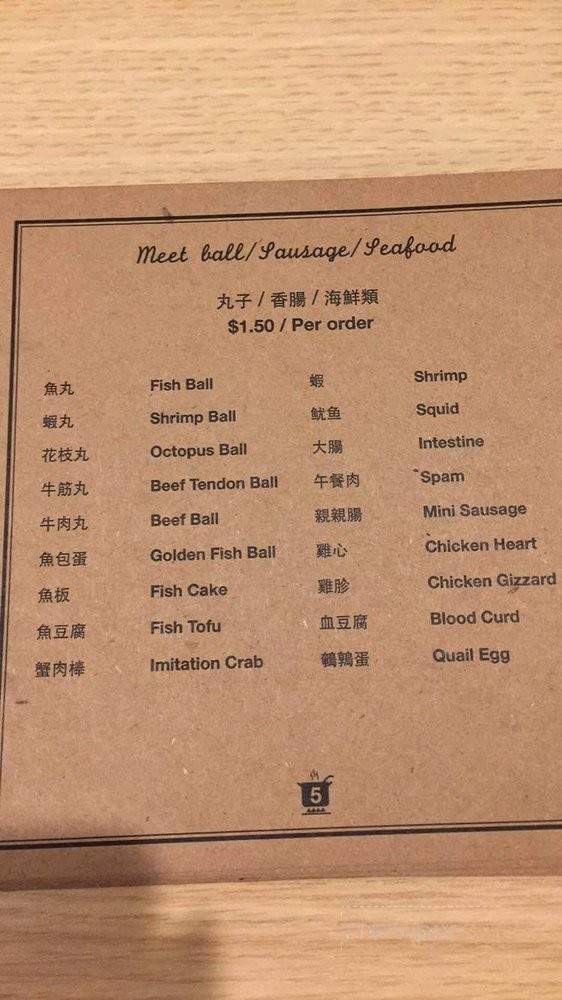 Meet ball/Sausage/Seafood
丸子 / 香腸 / 海鮮類
$1.50 / Per order
魚丸 Fish Ball 蝦 Shrimp
蝦丸 Shrimp Ball 魷魚 Squid
花枝丸 Octopus Ball 大腸 Intestine
牛筋丸 Beef Tendon Ball 午餐肉 Spam
牛肉丸 Beef Ball 親親腸 Mini Sausage
魚包蛋 Golden Fish Ball 雞心 Chicken Heart
魚板 Fish Cake 雞胗 Chicken Gizzard
魚豆腐 Fish Tofu 血豆腐 Blood Curd
蟹肉棒 Imitation Crab 鵪鶉蛋 Quail Egg
5